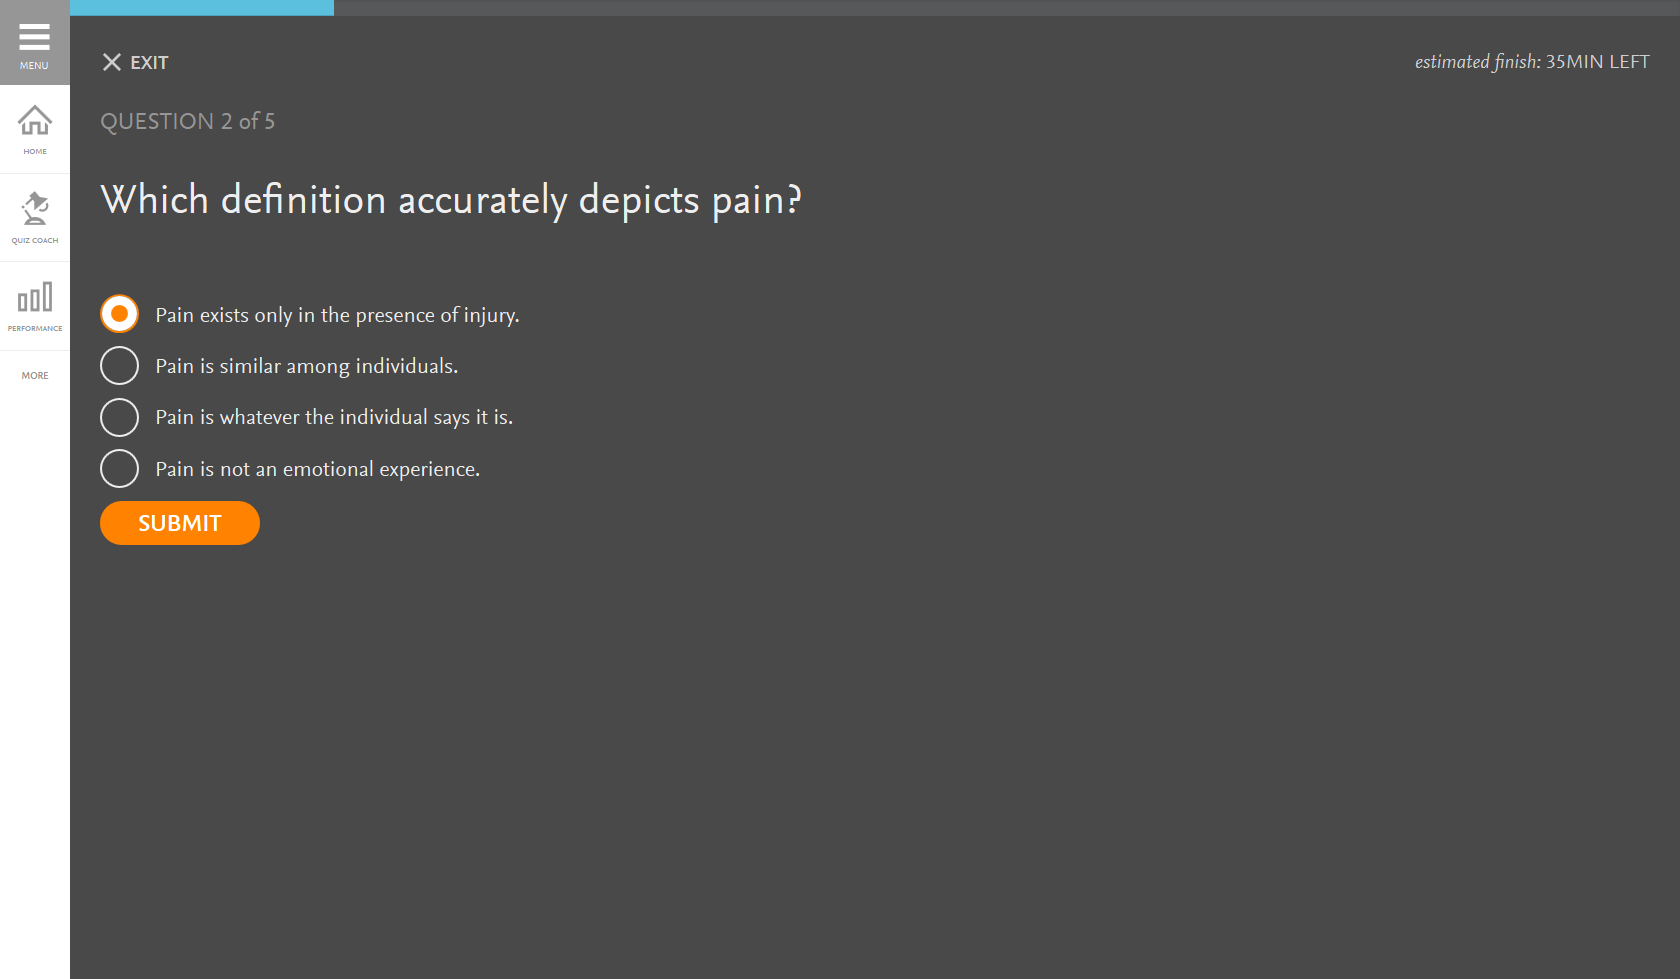 MENU
HOME
QUIZ COACH
PERFORMANCE
MORE
EXIT
estimated finish: 35MIN LEFT
QUESTION 2 of 5
Which definition accurately depicts pain?
Pain exists only in the presence of injury.
Pain is similar among individuals.
Pain is whatever the individual says it is.
Pain is not an emotional experience.
SUBMIT